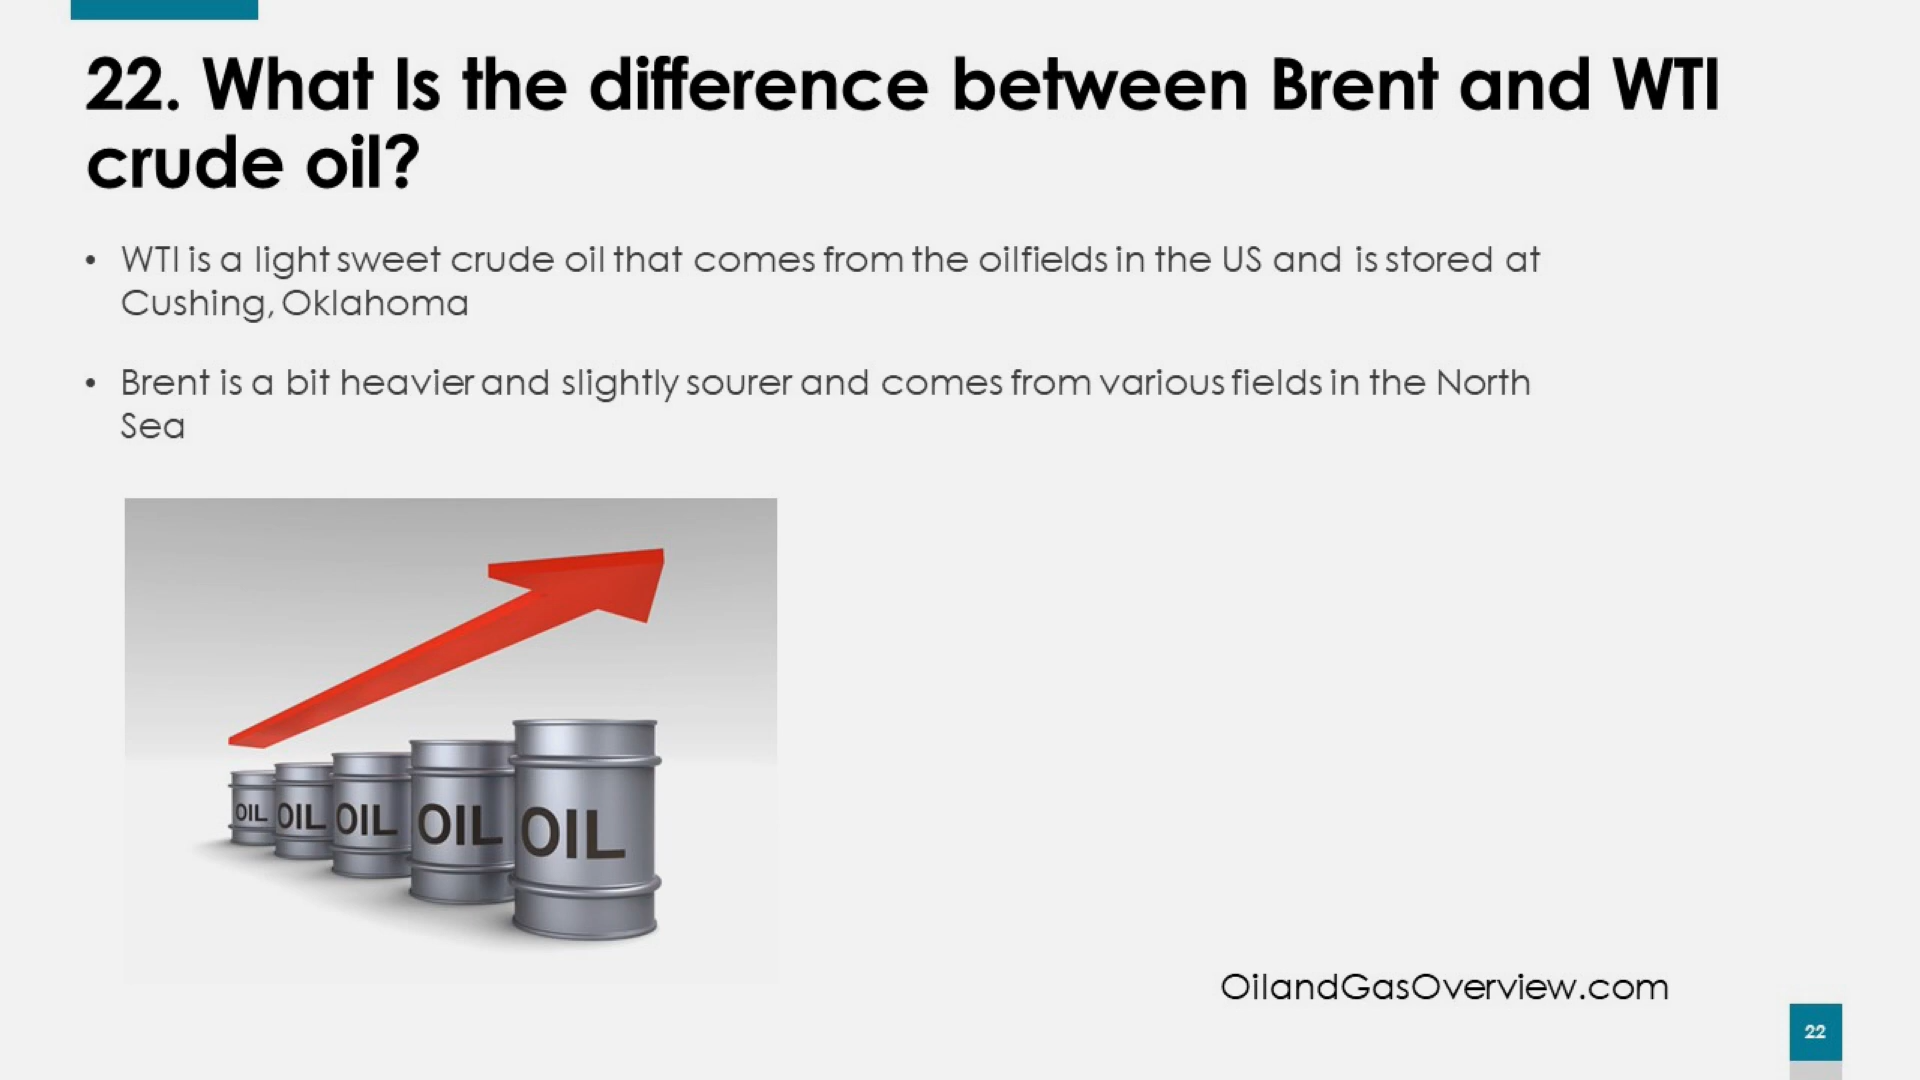 22. What Is the difference between Brent and WTI
crude oil?
• WTI is a light sweet crude oil that comes from the oilfields in the US and is stored at
Cushing, Oklahoma
• Brent is a bit heavier and slightly sourer and comes from various fields in the North
Sea
OIL OIL OIL OIL OIL
OilandGasOverview.com
22